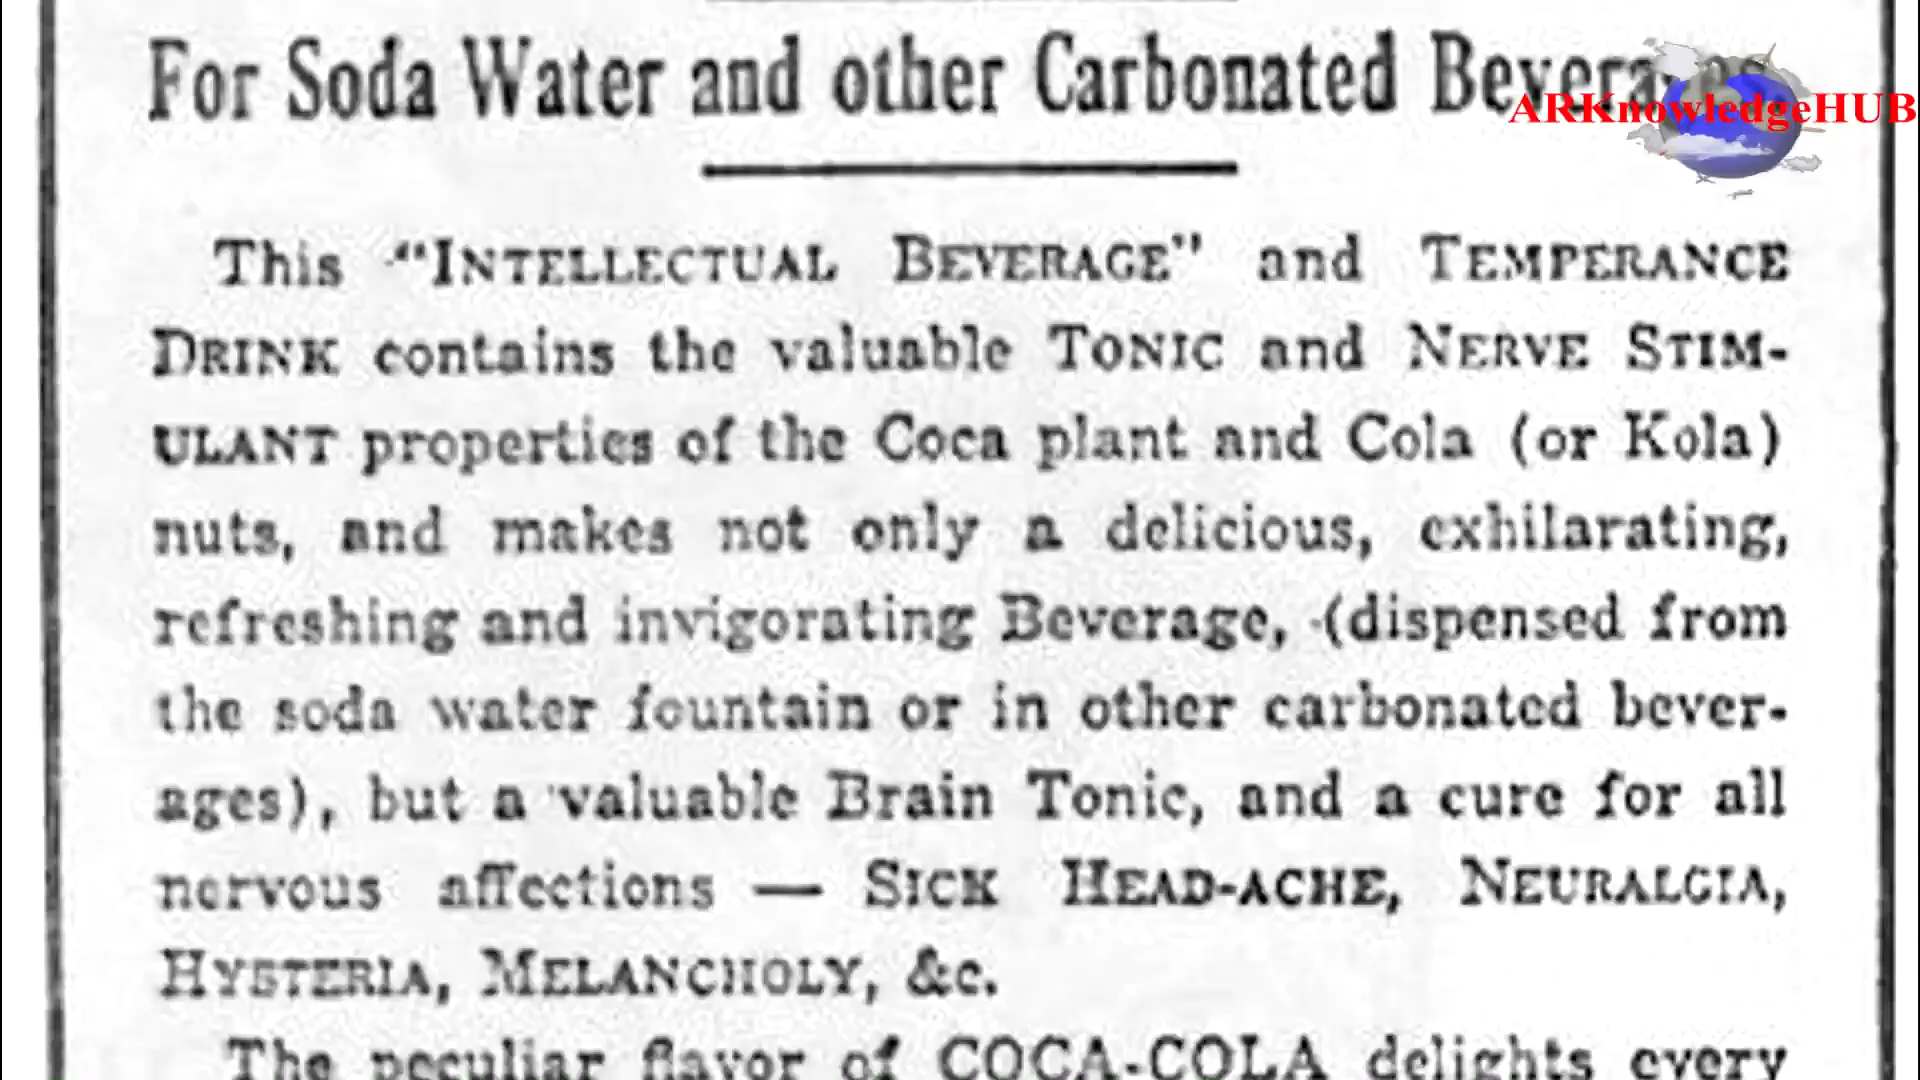 For Soda Water and other Carbonated Beverages
ARKnowledgeHUB
This "INTELLECTUAL BEVERAGE" and TEMPERANCE
DRINK contains the valuable TONIC and NERVE STIM-
ULANT properties of the Coca plant and Cola (or Kola)
nuts, and makes not only a delicious, exhilarating,
refreshing and invigorating Beverage, (dispensed from
the soda water fountain or in other carbonated bever-
ages), but a valuable Brain Tonic, and a cure for all
nervous affections — SICK HEAD-ACHE, NEURALGIA,
HYSTERIA, MELANCHOLY, &c.
The peculiar flavor of COCA-COLA delights every